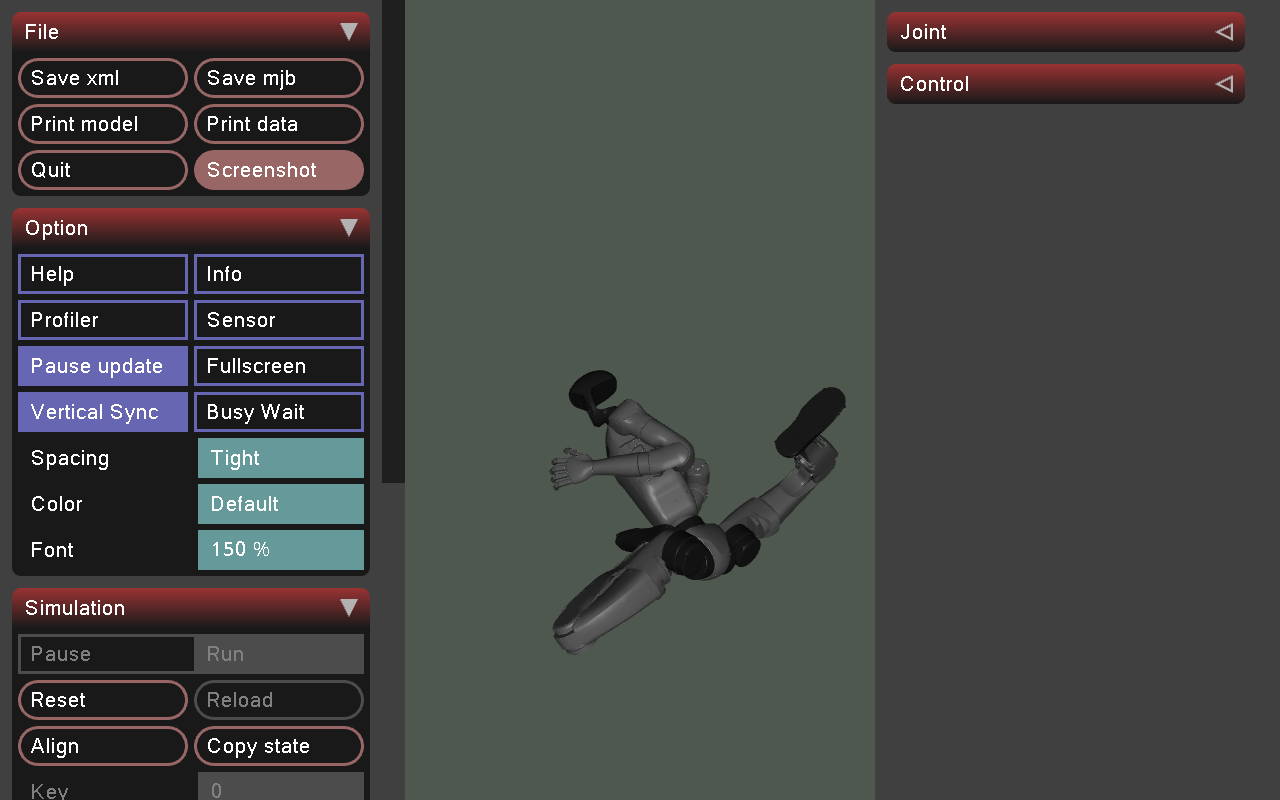 File
Save xml
Save mjb
Print model
Print data
Quit
Screenshot
Option
Help
Info
Profiler
Sensor
Pause update
Fullscreen
Vertical Sync
Busy Wait
Spacing
Tight
Color
Default
Font
150 %
Simulation
Pause
Run
Reset
Reload
Align
Copy state
Key
0
Joint
Control